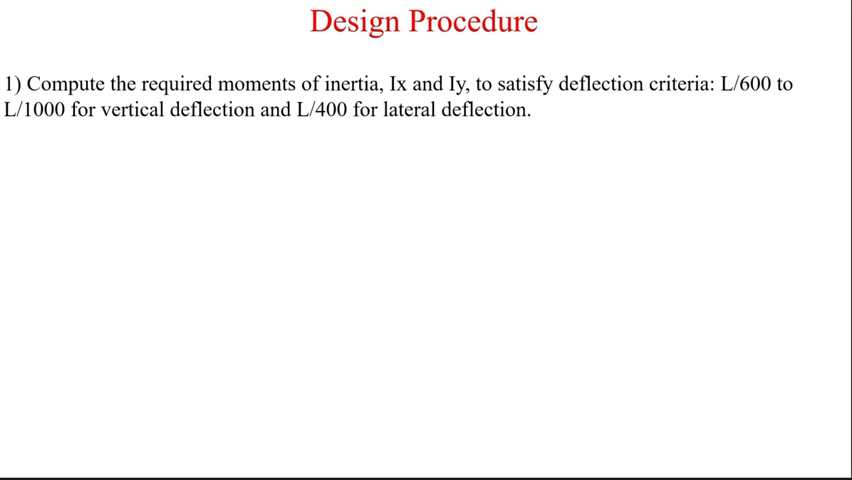 Design Procedure
1) Compute the required moments of inertia, Ix and Iy, to satisfy deflection criteria: L/600 to
L/1000 for vertical deflection and L/400 for lateral deflection.